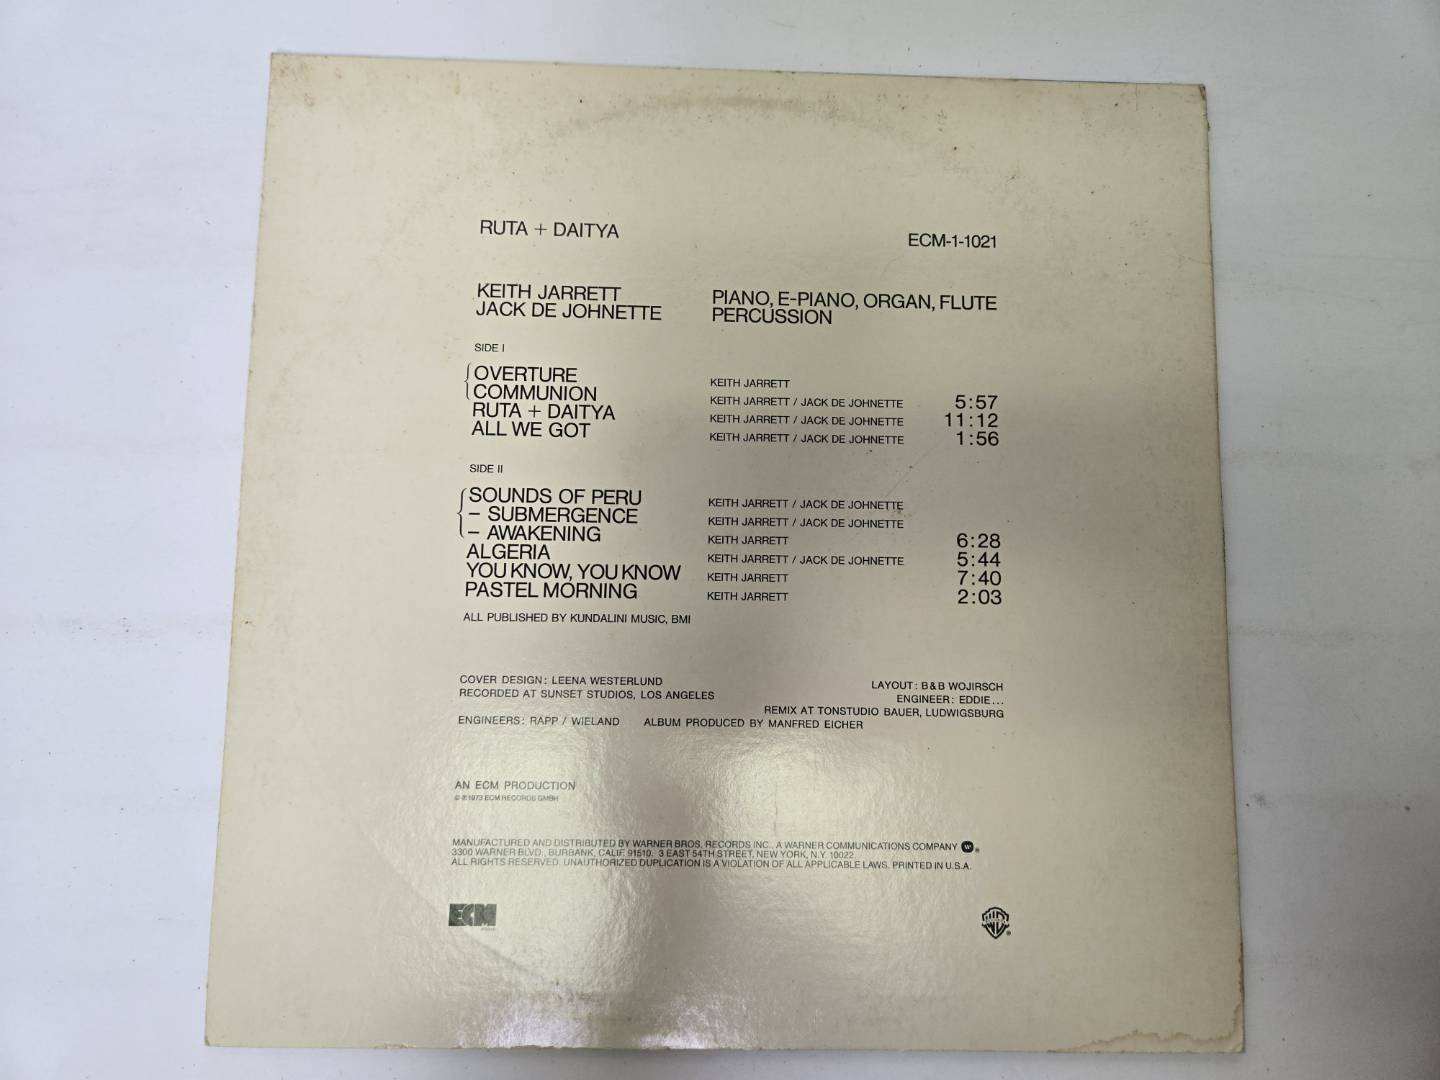 RUTA + DAITYA ECM-1-1021
KEITH JARRETT PIANO, E-PIANO, ORGAN, FLUTE
JACK DE JOHNETTE PERCUSSION
SIDE I
OVERTURE KEITH JARRETT
COMMUNION KEITH JARRETT / JACK DE JOHNETTE 5:57
RUTA + DAITYA KEITH JARRETT / JACK DE JOHNETTE 11:12
ALL WE GOT KEITH JARRETT / JACK DE JOHNETTE 1:56
SIDE II
SOUNDS OF PERU KEITH JARRETT / JACK DE JOHNETTE
– SUBMERGENCE KEITH JARRETT / JACK DE JOHNETTE
– AWAKENING KEITH JARRETT 6:28
ALGERIA KEITH JARRETT / JACK DE JOHNETTE 5:44
YOU KNOW, YOU KNOW KEITH JARRETT 7:40
PASTEL MORNING KEITH JARRETT 2:03
ALL PUBLISHED BY KUNDALINI MUSIC, BMI
COVER DESIGN: LEENA WESTERLUND LAYOUT: B&B WOJIRSCH
RECORDED AT SUNSET STUDIOS, LOS ANGELES ENGINEER: EDDIE...
REMIX AT TONSTUDIO BAUER, LUDWIGSBURG
ENGINEERS: RAPP / WIELAND ALBUM PRODUCED BY MANFRED EICHER
AN ECM PRODUCTION
© ℗ 1973 ECM RECORDS GMBH
MANUFACTURED AND DISTRIBUTED BY WARNER BROS. RECORDS INC., A WARNER COMMUNICATIONS COMPANY
3300 WARNER BLVD., BURBANK, CALIF. 91510. 3 EAST 54TH STREET, NEW YORK, N.Y. 10022.
ALL RIGHTS RESERVED. UNAUTHORIZED DUPLICATION IS A VIOLATION OF ALL APPLICABLE LAWS. PRINTED IN U.S.A.
ECM